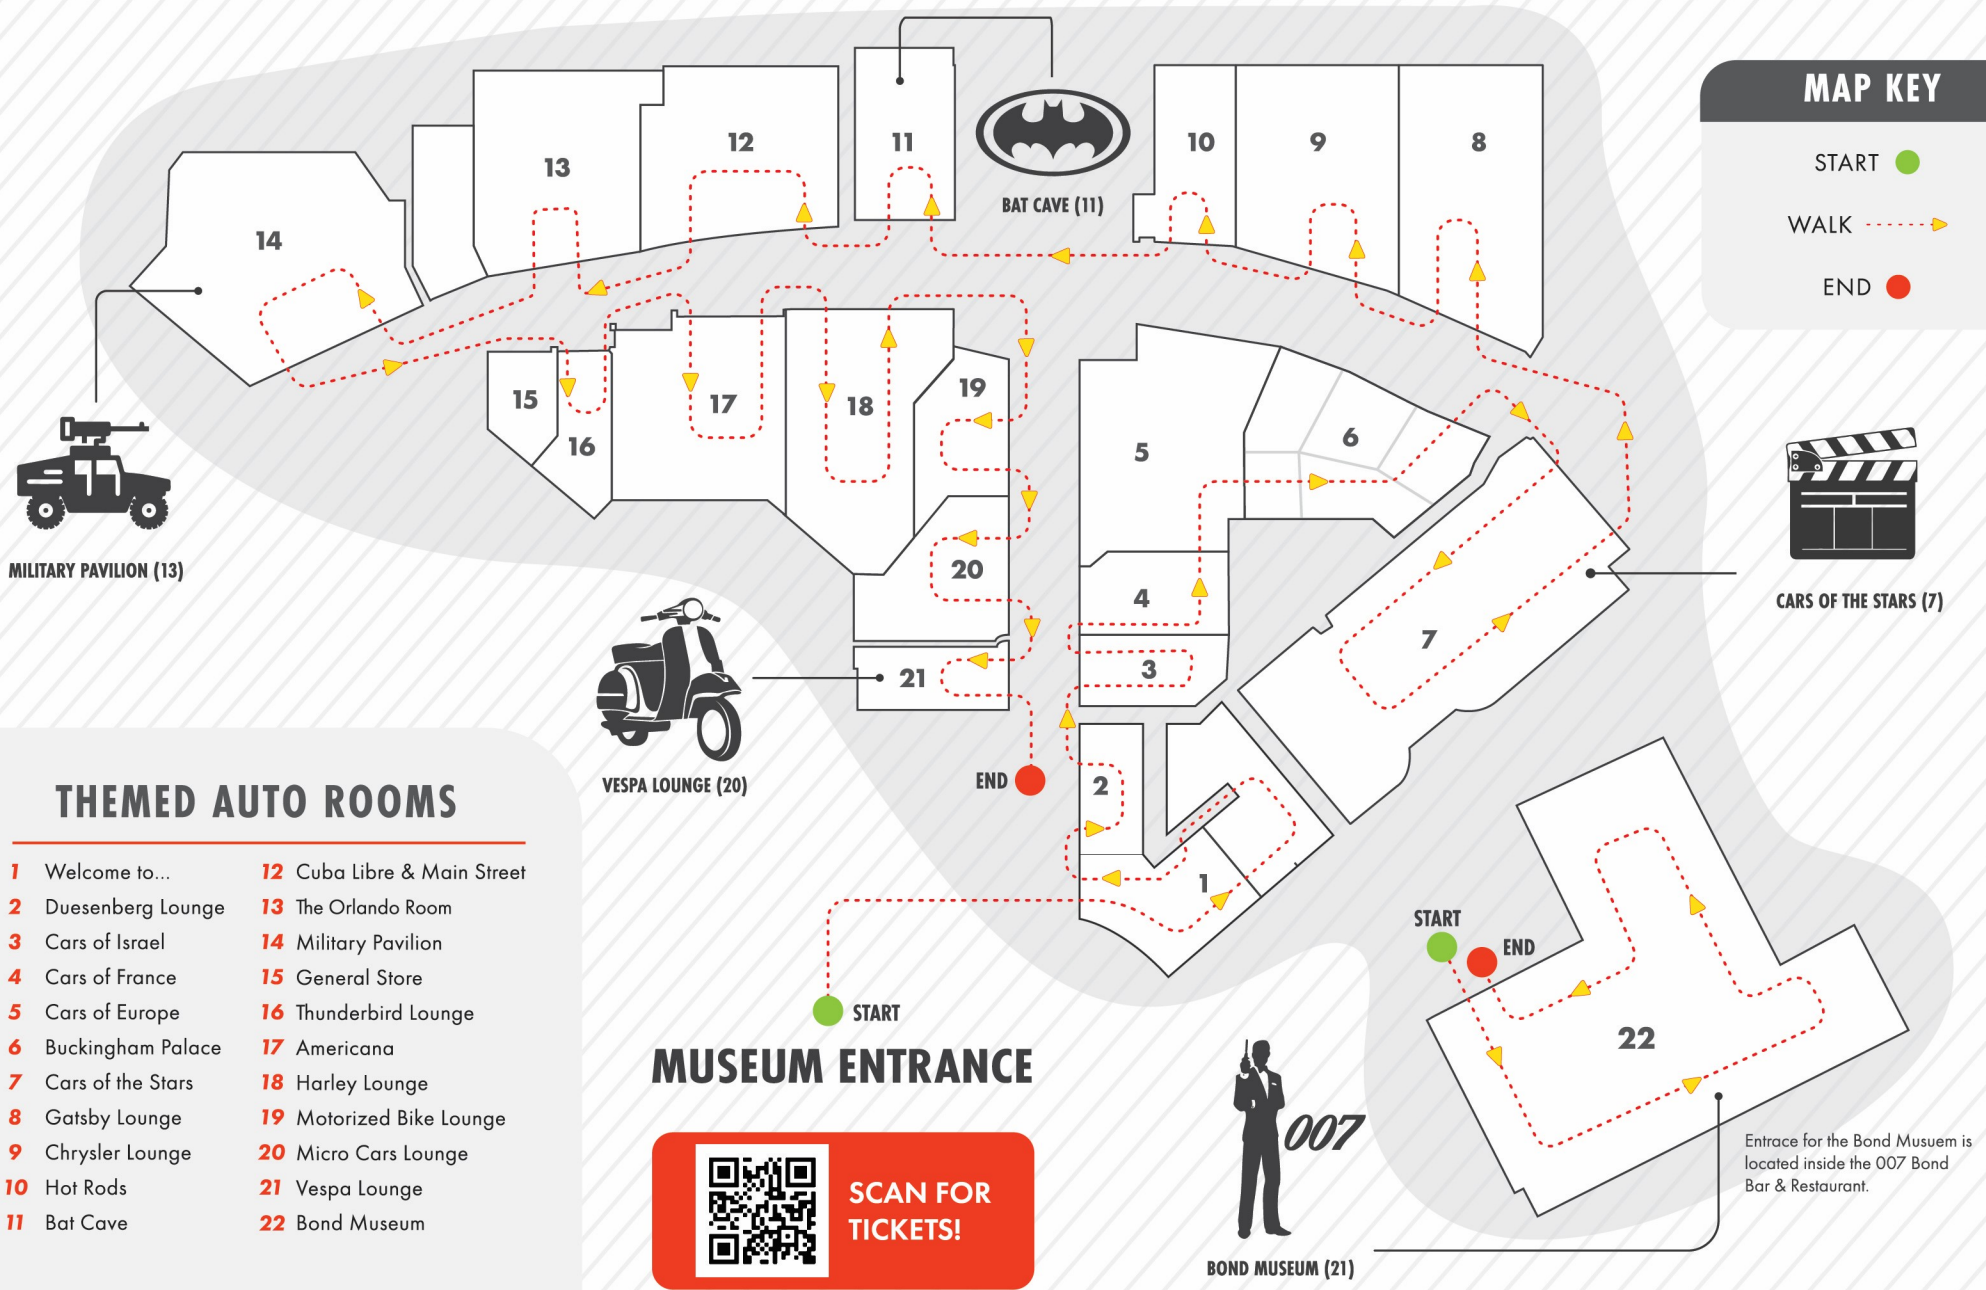 MAP KEY
START
WALK
END
12
11
10
9
8
13
14
BAT CAVE (11)
15
16
17
18
19
5
6
20
4
7
3
21
2
1
22
MILITARY PAVILION (13)
CARS OF THE STARS (7)
VESPA LOUNGE (20)
END
START
START
END
MUSEUM ENTRANCE
SCAN FOR
TICKETS!
007
BOND MUSEUM (21)
Entrace for the Bond Musuem is
located inside the 007 Bond
Bar & Restaurant.
THEMED AUTO ROOMS
1 Welcome to...
2 Duesenberg Lounge
3 Cars of Israel
4 Cars of France
5 Cars of Europe
6 Buckingham Palace
7 Cars of the Stars
8 Gatsby Lounge
9 Chrysler Lounge
10 Hot Rods
11 Bat Cave
12 Cuba Libre & Main Street
13 The Orlando Room
14 Military Pavilion
15 General Store
16 Thunderbird Lounge
17 Americana
18 Harley Lounge
19 Motorized Bike Lounge
20 Micro Cars Lounge
21 Vespa Lounge
22 Bond Museum